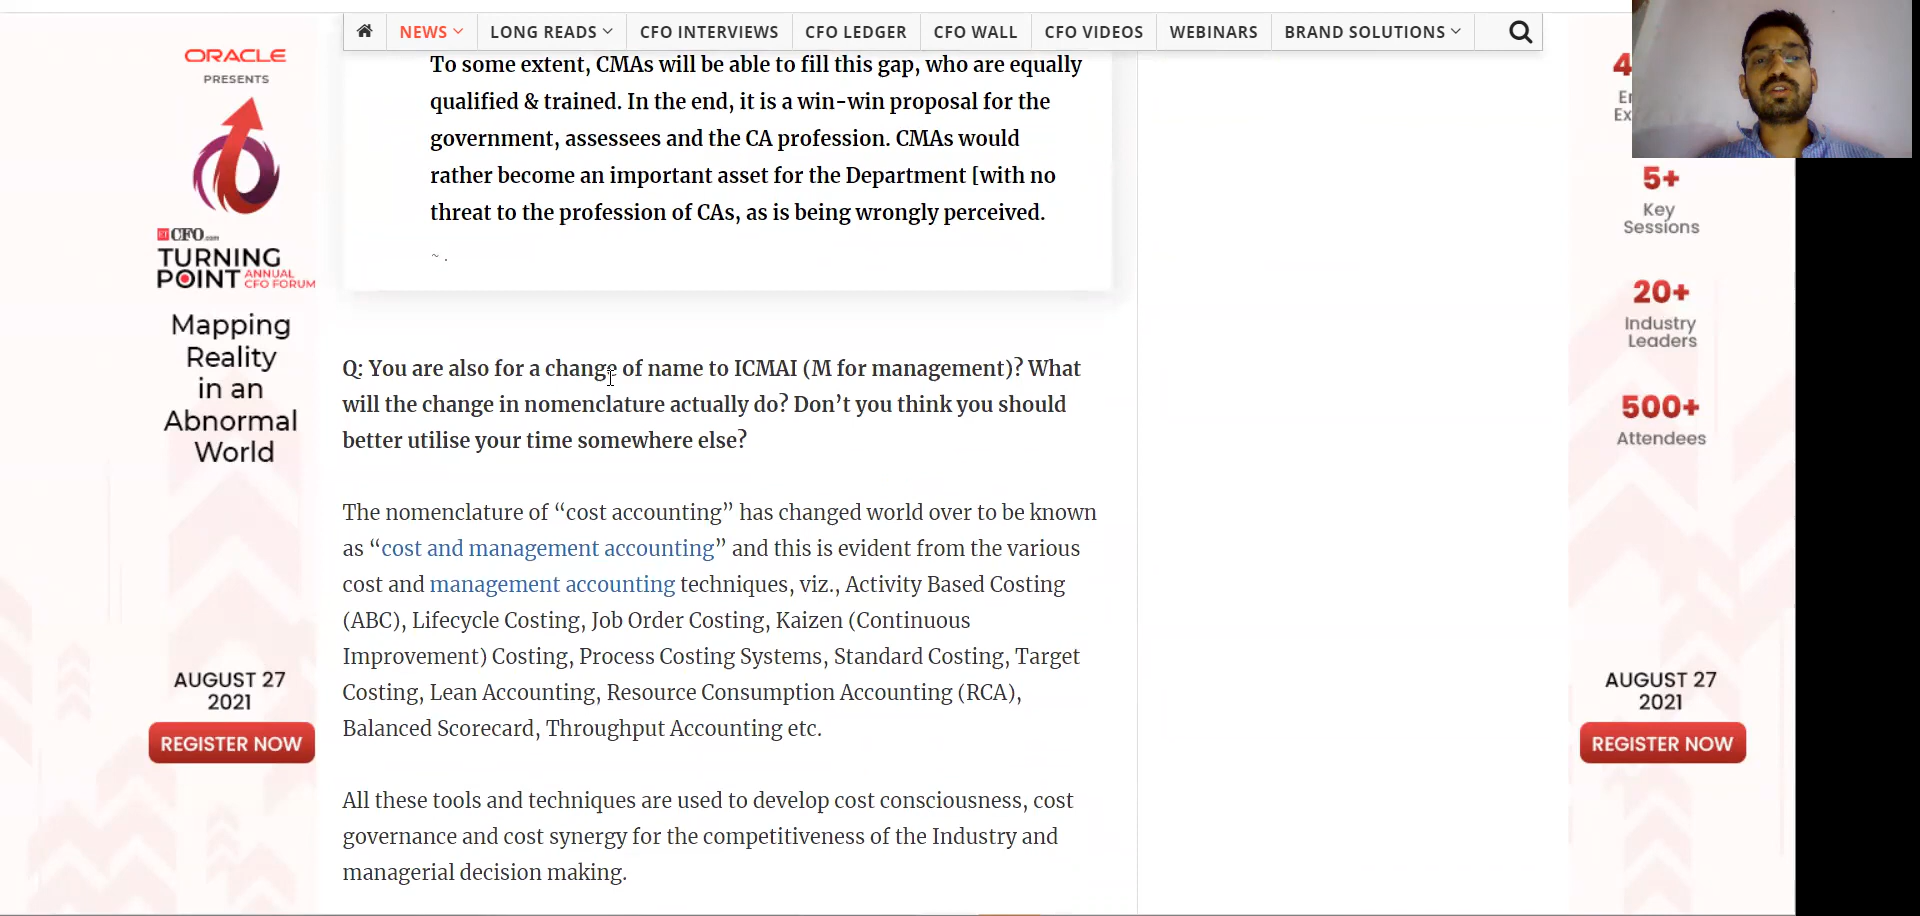 NEWS
LONG READS
CFO INTERVIEWS
CFO LEDGER
CFO WALL
CFO VIDEOS
WEBINARS
BRAND SOLUTIONS
ORACLE
PRESENTS
ET CFO.com
TURNING
POINT ANNUAL
CFO FORUM
Mapping
Reality
in an
Abnormal
World
AUGUST 27
2021
REGISTER NOW
To some extent, CMAs will be able to fill this gap, who are equally
qualified & trained. In the end, it is a win-win proposal for the
government, assessees and the CA profession. CMAs would
rather become an important asset for the Department [with no
threat to the profession of CAs, as is being wrongly perceived.
~ .
Q: You are also for a change of name to ICMAI (M for management)? What
will the change in nomenclature actually do? Don’t you think you should
better utilise your time somewhere else?
The nomenclature of “cost accounting” has changed world over to be known
as “cost and management accounting” and this is evident from the various
cost and management accounting techniques, viz., Activity Based Costing
(ABC), Lifecycle Costing, Job Order Costing, Kaizen (Continuous
Improvement) Costing, Process Costing Systems, Standard Costing, Target
Costing, Lean Accounting, Resource Consumption Accounting (RCA),
Balanced Scorecard, Throughput Accounting etc.
All these tools and techniques are used to develop cost consciousness, cost
governance and cost synergy for the competitiveness of the Industry and
managerial decision making.
4
5+
Key
Sessions
20+
Industry
Leaders
500+
Attendees
AUGUST 27
2021
REGISTER NOW